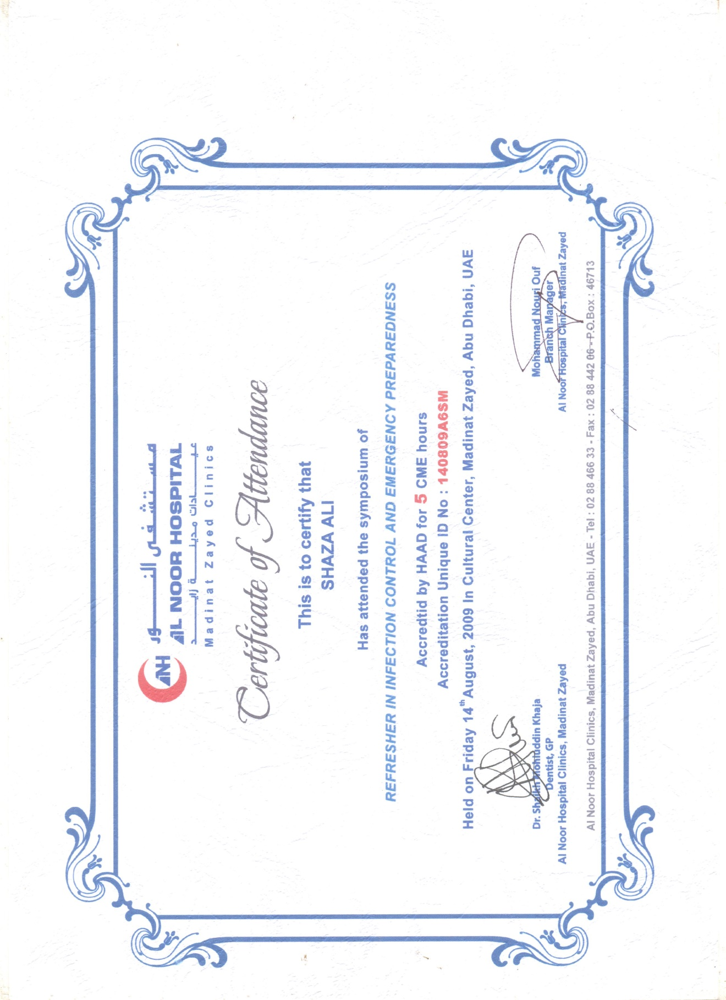 ANH
مستشفى النور
AL NOOR HOSPITAL
عيادات مدينة زايد
Madinat Zayed Clinics
Certificate of Attendance
This is to certify that
SHAZA ALI
Has attended the symposium of
REFRESHER IN INFECTION CONTROL AND EMERGENCY PREPAREDNESS
Accredtid by HAAD for 5 CME hours
Accreditation Unique ID No : 140809A6SM
Held on Friday 14th August, 2009 In Cultural Center, Madinat Zayed, Abu Dhabi, UAE
Dr. Shaikh Mohiuddin Khaja
Dentist, GP
Al Noor Hospital Clinics, Madinat Zayed
Mohammad Nouri Ouf
Branch Manager
Al Noor Hospital Clinics, Madinat Zayed
Al Noor Hospital Clinics, Madinat Zayed, Abu Dhabi, UAE - Tel : 02 88 466 33 - Fax : 02 88 442 06 - P.O.Box : 46713